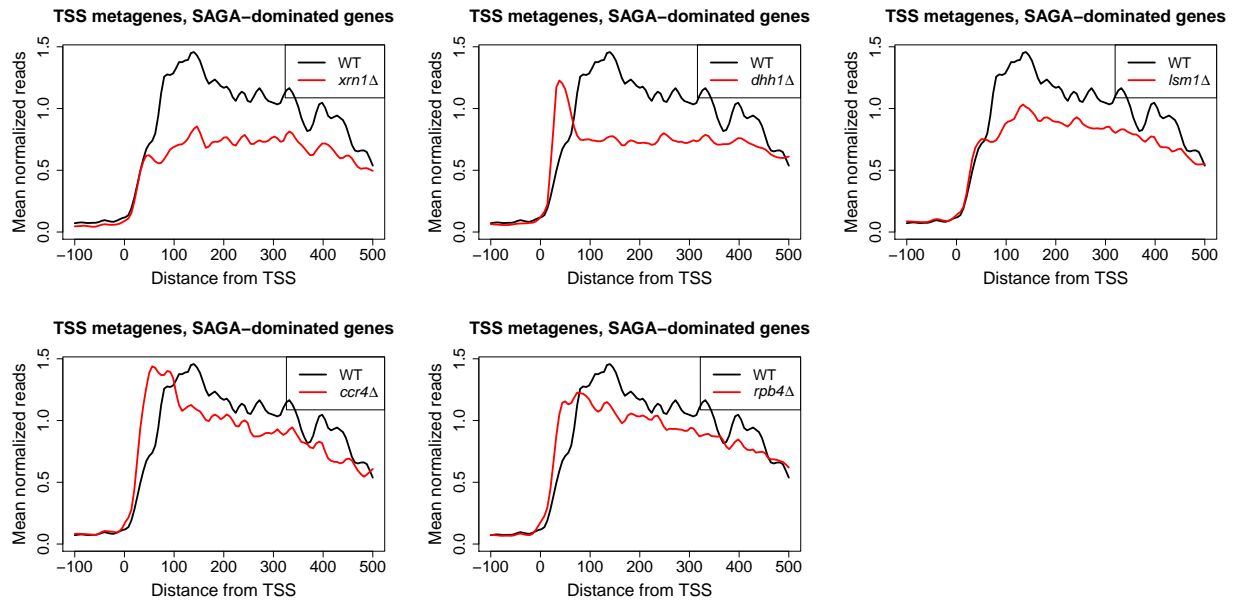 TSS metagenes, SAGA−dominated genes
TSS metagenes, SAGA−dominated genes
TSS metagenes, SAGA−dominated genes
Mean normalized reads
0.0 0.5 1.0 1.5
WT
xrn1Δ
−100 0 100 200 300 400 500
Distance from TSS
Mean normalized reads
0.0 0.5 1.0 1.5
WT
dhh1Δ
−100 0 100 200 300 400 500
Distance from TSS
Mean normalized reads
0.0 0.5 1.0 1.5
WT
lsm1Δ
−100 0 100 200 300 400 500
Distance from TSS
TSS metagenes, SAGA−dominated genes
TSS metagenes, SAGA−dominated genes
Mean normalized reads
0.0 0.5 1.0 1.5
WT
ccr4Δ
−100 0 100 200 300 400 500
Distance from TSS
Mean normalized reads
0.0 0.5 1.0 1.5
WT
rpb4Δ
−100 0 100 200 300 400 500
Distance from TSS